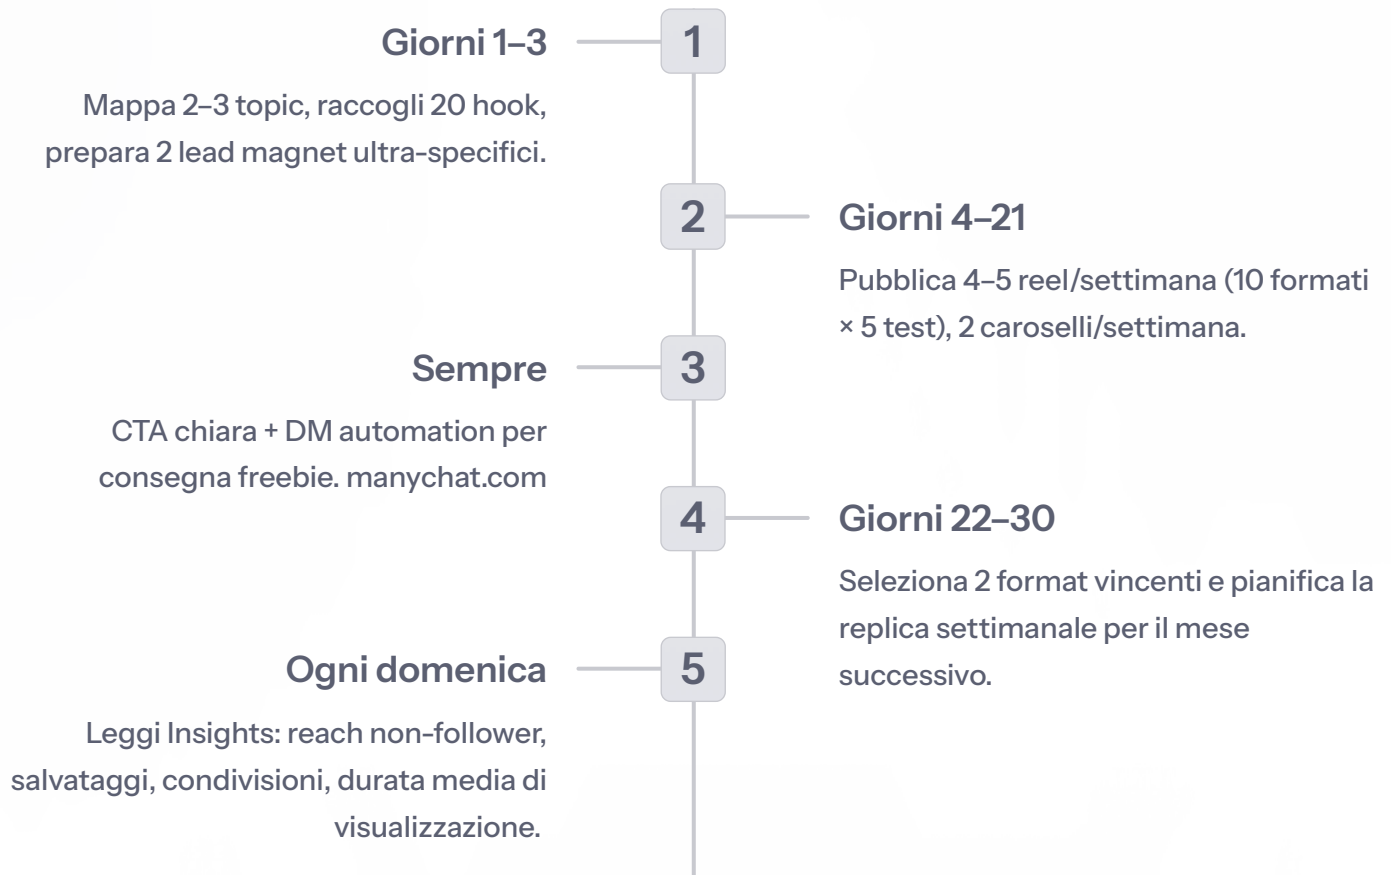 1
Giorni 1–3
Mappa 2–3 topic, raccogli 20 hook,
prepara 2 lead magnet ultra-specifici.
2
Giorni 4–21
Pubblica 4–5 reel/settimana (10 formati
× 5 test), 2 caroselli/settimana.
3
Sempre
CTA chiara + DM automation per
consegna freebie. manychat.com
4
Giorni 22–30
Seleziona 2 format vincenti e pianifica la
replica settimanale per il mese
successivo.
5
Ogni domenica
Leggi Insights: reach non-follower,
salvataggi, condivisioni, durata media di
visualizzazione.